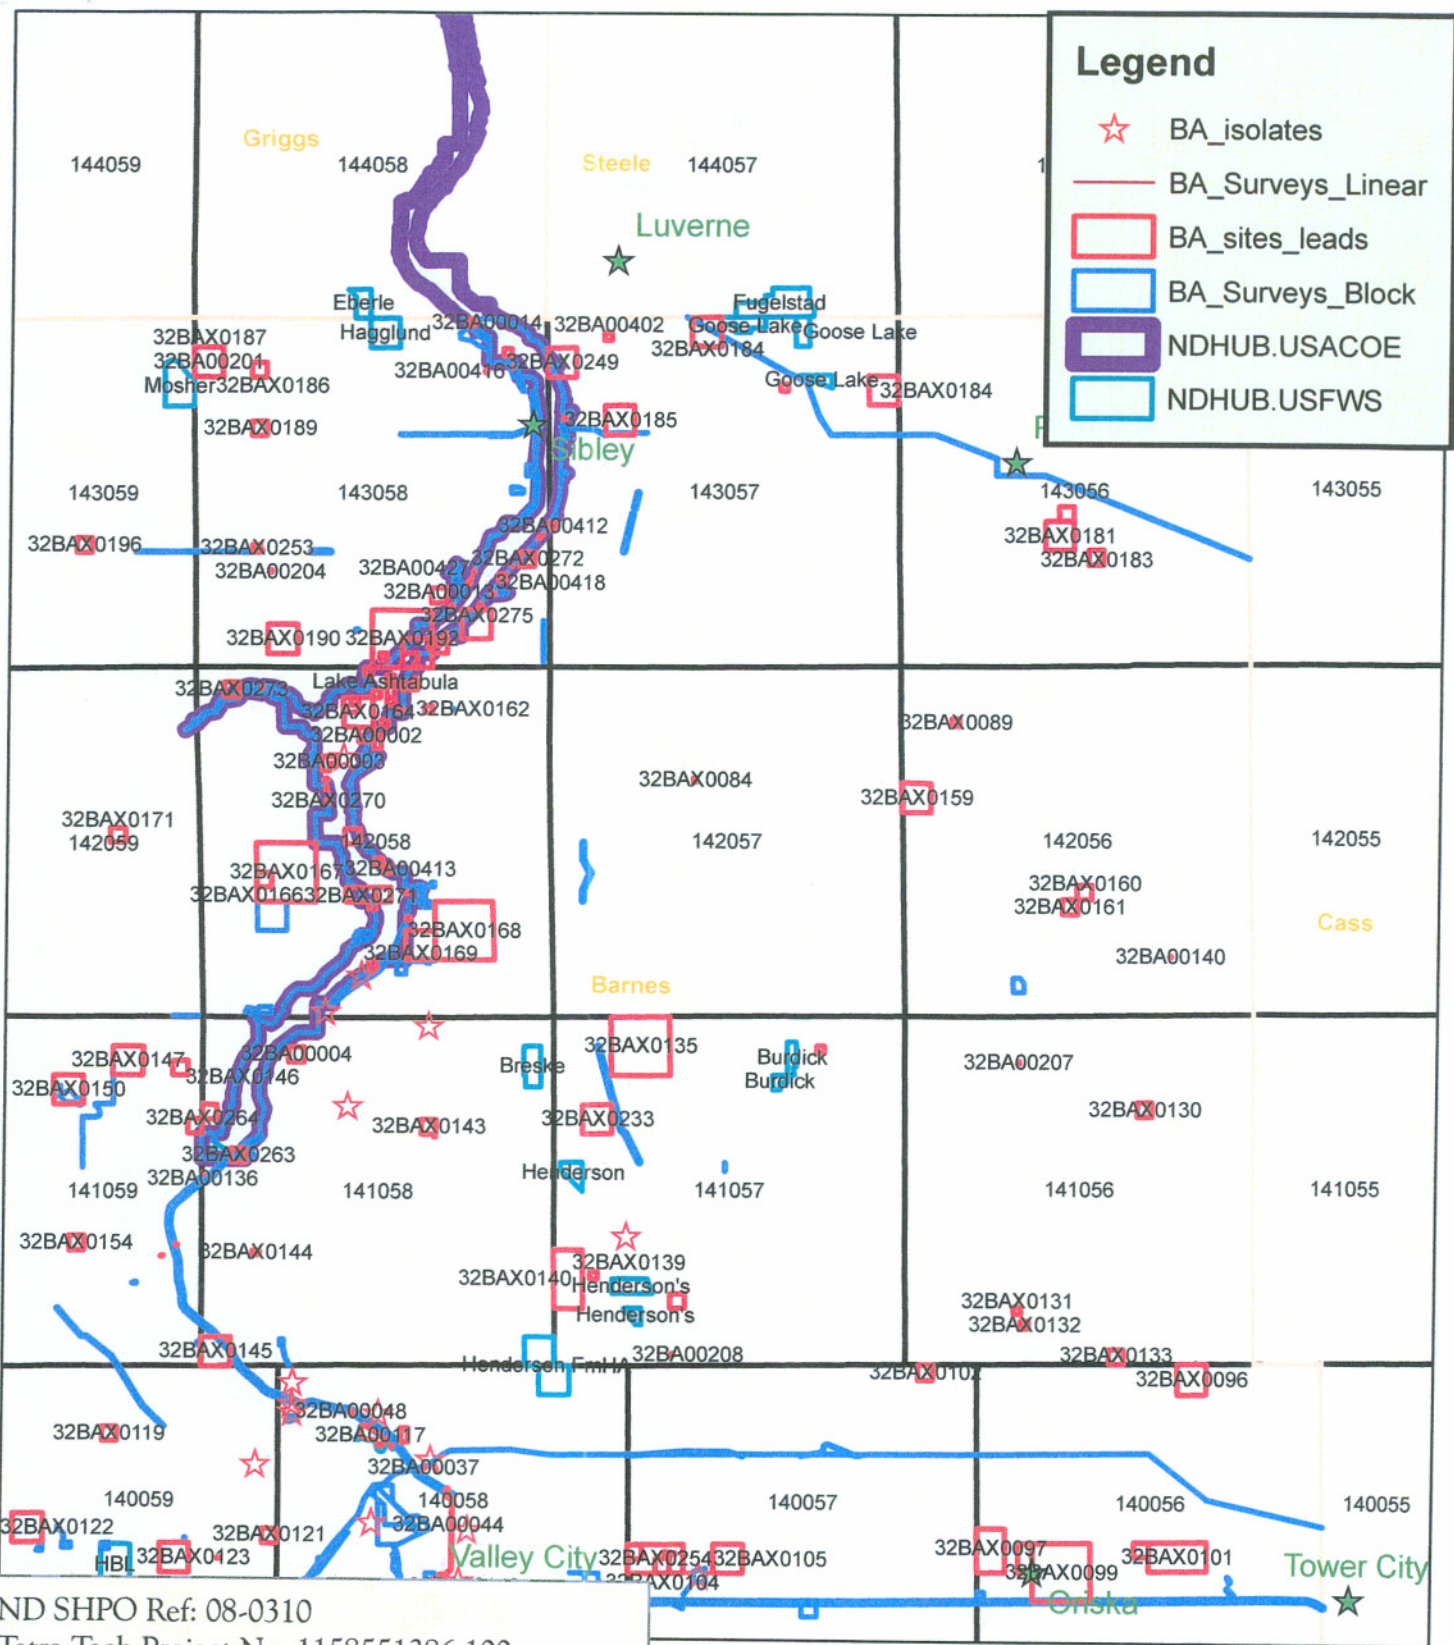 Legend
BA_isolates
BA_Surveys_Linear
BA_sites_leads
BA_Surveys_Block
NDHUB.USACOE
NDHUB.USFWS
Griggs
144059
144058
Steele
144057
1
Luverne
Eberle
Hagglund
Fugelstad
32BA00014
32BA00402
Goose Lake
Goose Lake
32BAX0187
32BAX0184
32BA00201
32BA00416
32BAX0249
Mosher
32BAX0186
Goose Lake
32BAX0184
32BAX0189
32BAX0185
Sibley
143059
143058
143057
143056
143055
32BAX0196
32BAX0253
32BA00412
32BAX0181
32BA00204
32BA00427
32BAX0272
32BAX0183
32BA00013
32BA00418
32BAX0275
32BAX0190
32BAX0192
Lake Ashtabula
32BAX0273
32BAX0164
32BAX0162
32BAX0089
32BA00002
32BA00003
32BAX0084
32BAX0159
32BAX0270
32BAX0171
142059
142058
142057
142056
142055
32BAX0167
32BA00413
32BAX0166
32BAX0271
32BAX0160
32BAX0161
32BAX0168
Cass
32BAX0169
32BA00140
Barnes
32BAX0147
32BA00004
32BAX0135
Burdick
32BA00207
32BAX0150
32BAX0146
Breske
Burdick
32BAX0264
32BAX0143
32BAX0233
32BAX0130
32BAX0263
32BA00136
Henderson
141059
141058
141057
141056
141055
32BAX0154
32BAX0144
32BAX0139
32BAX0140
Henderson's
Henderson's
32BAX0131
32BAX0132
32BAX0145
Henderson FmHA
32BA00208
32BAX0133
32BAX0102
32BAX0096
32BA00048
32BAX0119
32BA00117
32BA00037
140059
140058
140057
140056
140055
32BAX0122
32BAX0121
32BA00044
HBL
32BAX0123
Valley City
32BAX0254
32BAX0105
32BAX0097
32BAX0101
Tower City
32BAX0104
32BAX0099
Oriska
ND SHPO Ref: 08-0310